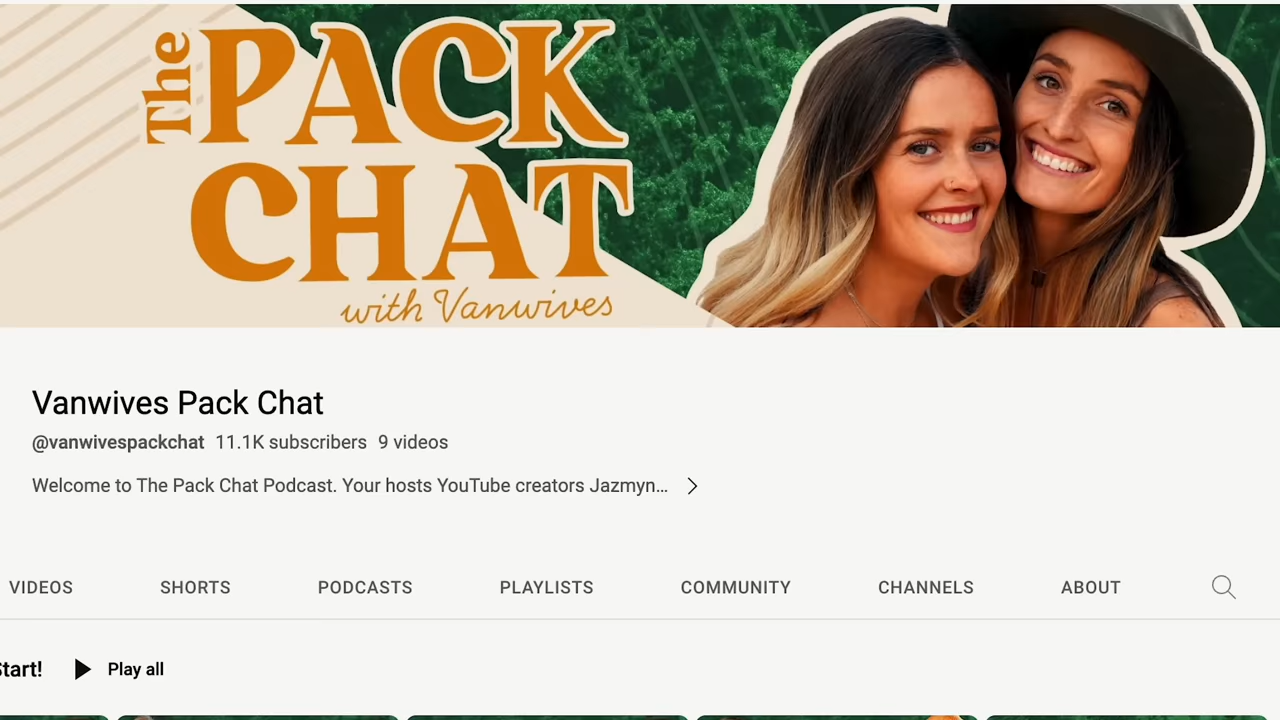 The
PACK
CHAT
with Vanwives
Vanwives Pack Chat
@vanwivespackchat 11.1K subscribers 9 videos
Welcome to The Pack Chat Podcast. Your hosts YouTube creators Jazmyn...
VIDEOS SHORTS PODCASTS PLAYLISTS COMMUNITY CHANNELS ABOUT
Start! Play all